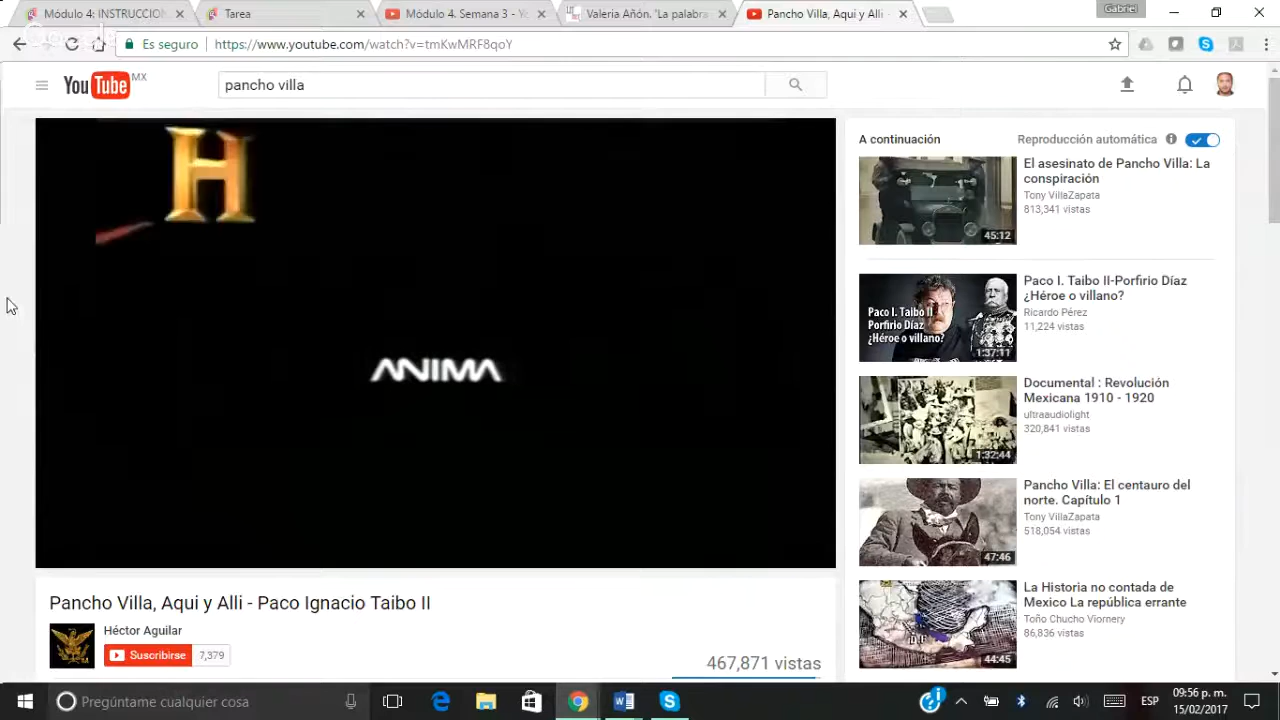 Módulo 4: INSTRUCCION
Tarea
Módulo 4. Semana 3 - Yo
Valeria Añón, "La palabra
Pancho Villa, Aqui y Alli -
Gabriel
Es seguro
https://www.youtube.com/watch?v=tmKwMRF8qoY
YouTube MX
pancho villa
H
ANIMA
A continuación
Reproducción automática
El asesinato de Pancho Villa: La
conspiración
Tony VillaZapata
813,341 vistas
45:12
Paco I. Taibo II
Porfirio Díaz
¿Héroe o villano?
1:37:11
Paco I. Taibo II-Porfirio Díaz
¿Héroe o villano?
Ricardo Pérez
11,224 vistas
Documental : Revolución
Mexicana 1910 - 1920
ultraaudiolight
320,841 vistas
1:32:44
Pancho Villa: El centauro del
norte. Capítulo 1
Tony VillaZapata
518,054 vistas
47:46
La Historia no contada de
Mexico La república errante
Toño Chucho Viornery
86,836 vistas
44:45
Pancho Villa, Aqui y Alli - Paco Ignacio Taibo II
Héctor Aguilar
Suscribirse
7,379
467,871 vistas
Pregúntame cualquier cosa
ESP
09:56 p. m.
15/02/2017